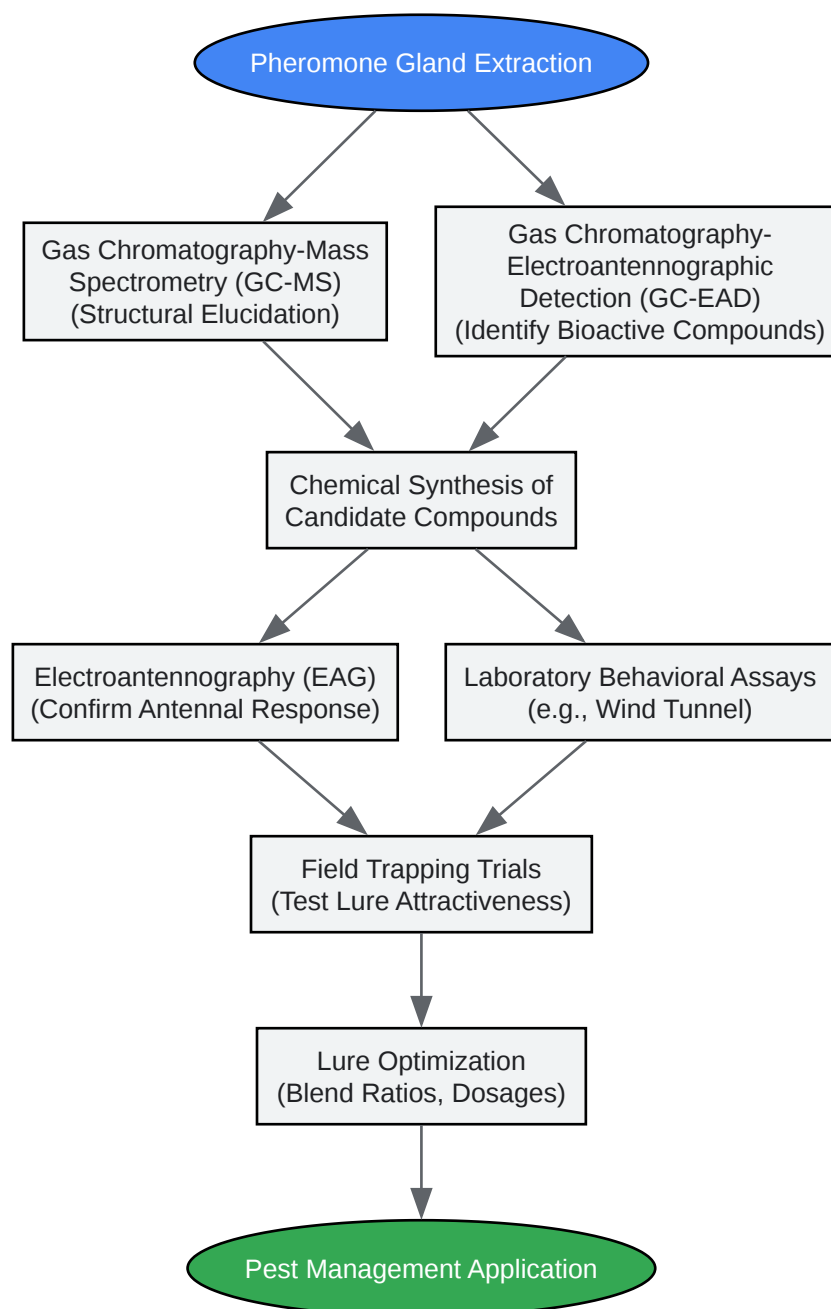 Pheromone Gland Extraction
Gas Chromatography-Mass
Spectrometry (GC-MS)
(Structural Elucidation)
Gas Chromatography-
Electroantennographic
Detection (GC-EAD)
(Identify Bioactive Compounds)
Chemical Synthesis of
Candidate Compounds
Electroantennography (EAG)
(Confirm Antennal Response)
Laboratory Behavioral Assays
(e.g., Wind Tunnel)
Field Trapping Trials
(Test Lure Attractiveness)
Lure Optimization
(Blend Ratios, Dosages)
Pest Management Application